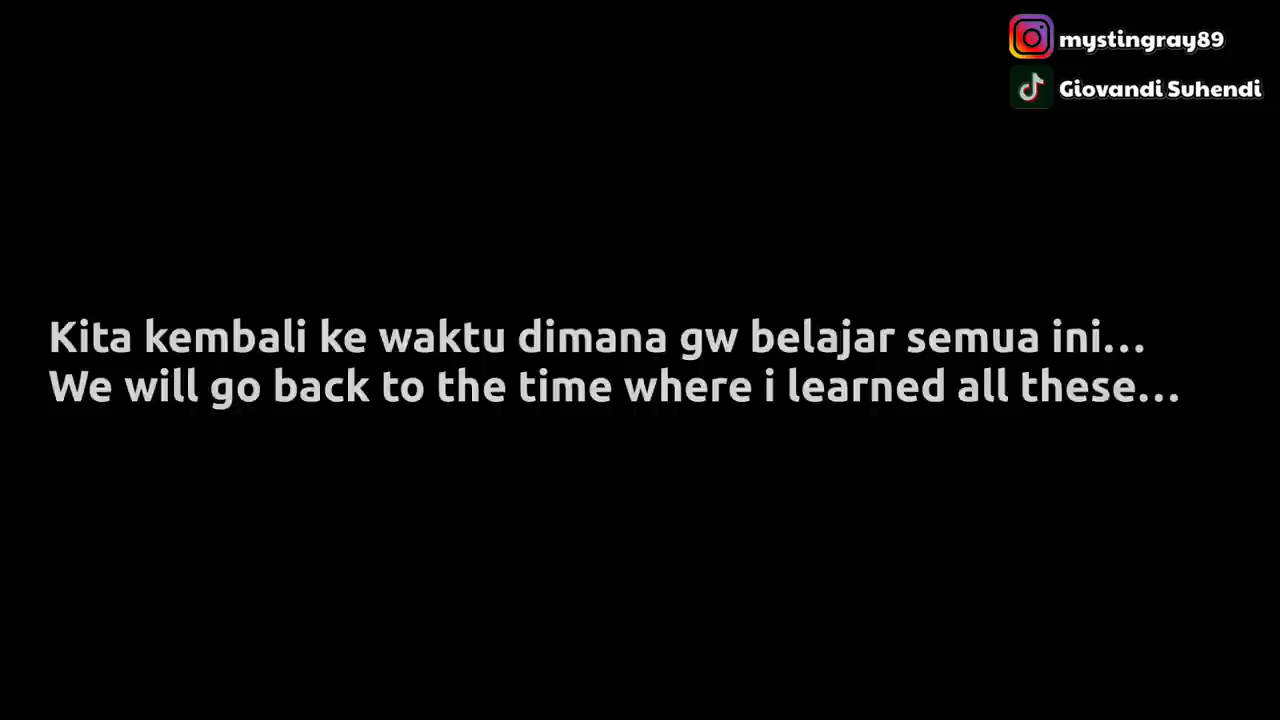 mystingray89
Giovandi Suhendi
Kita kembali ke waktu dimana gw belajar semua ini...
We will go back to the time where i learned all these...